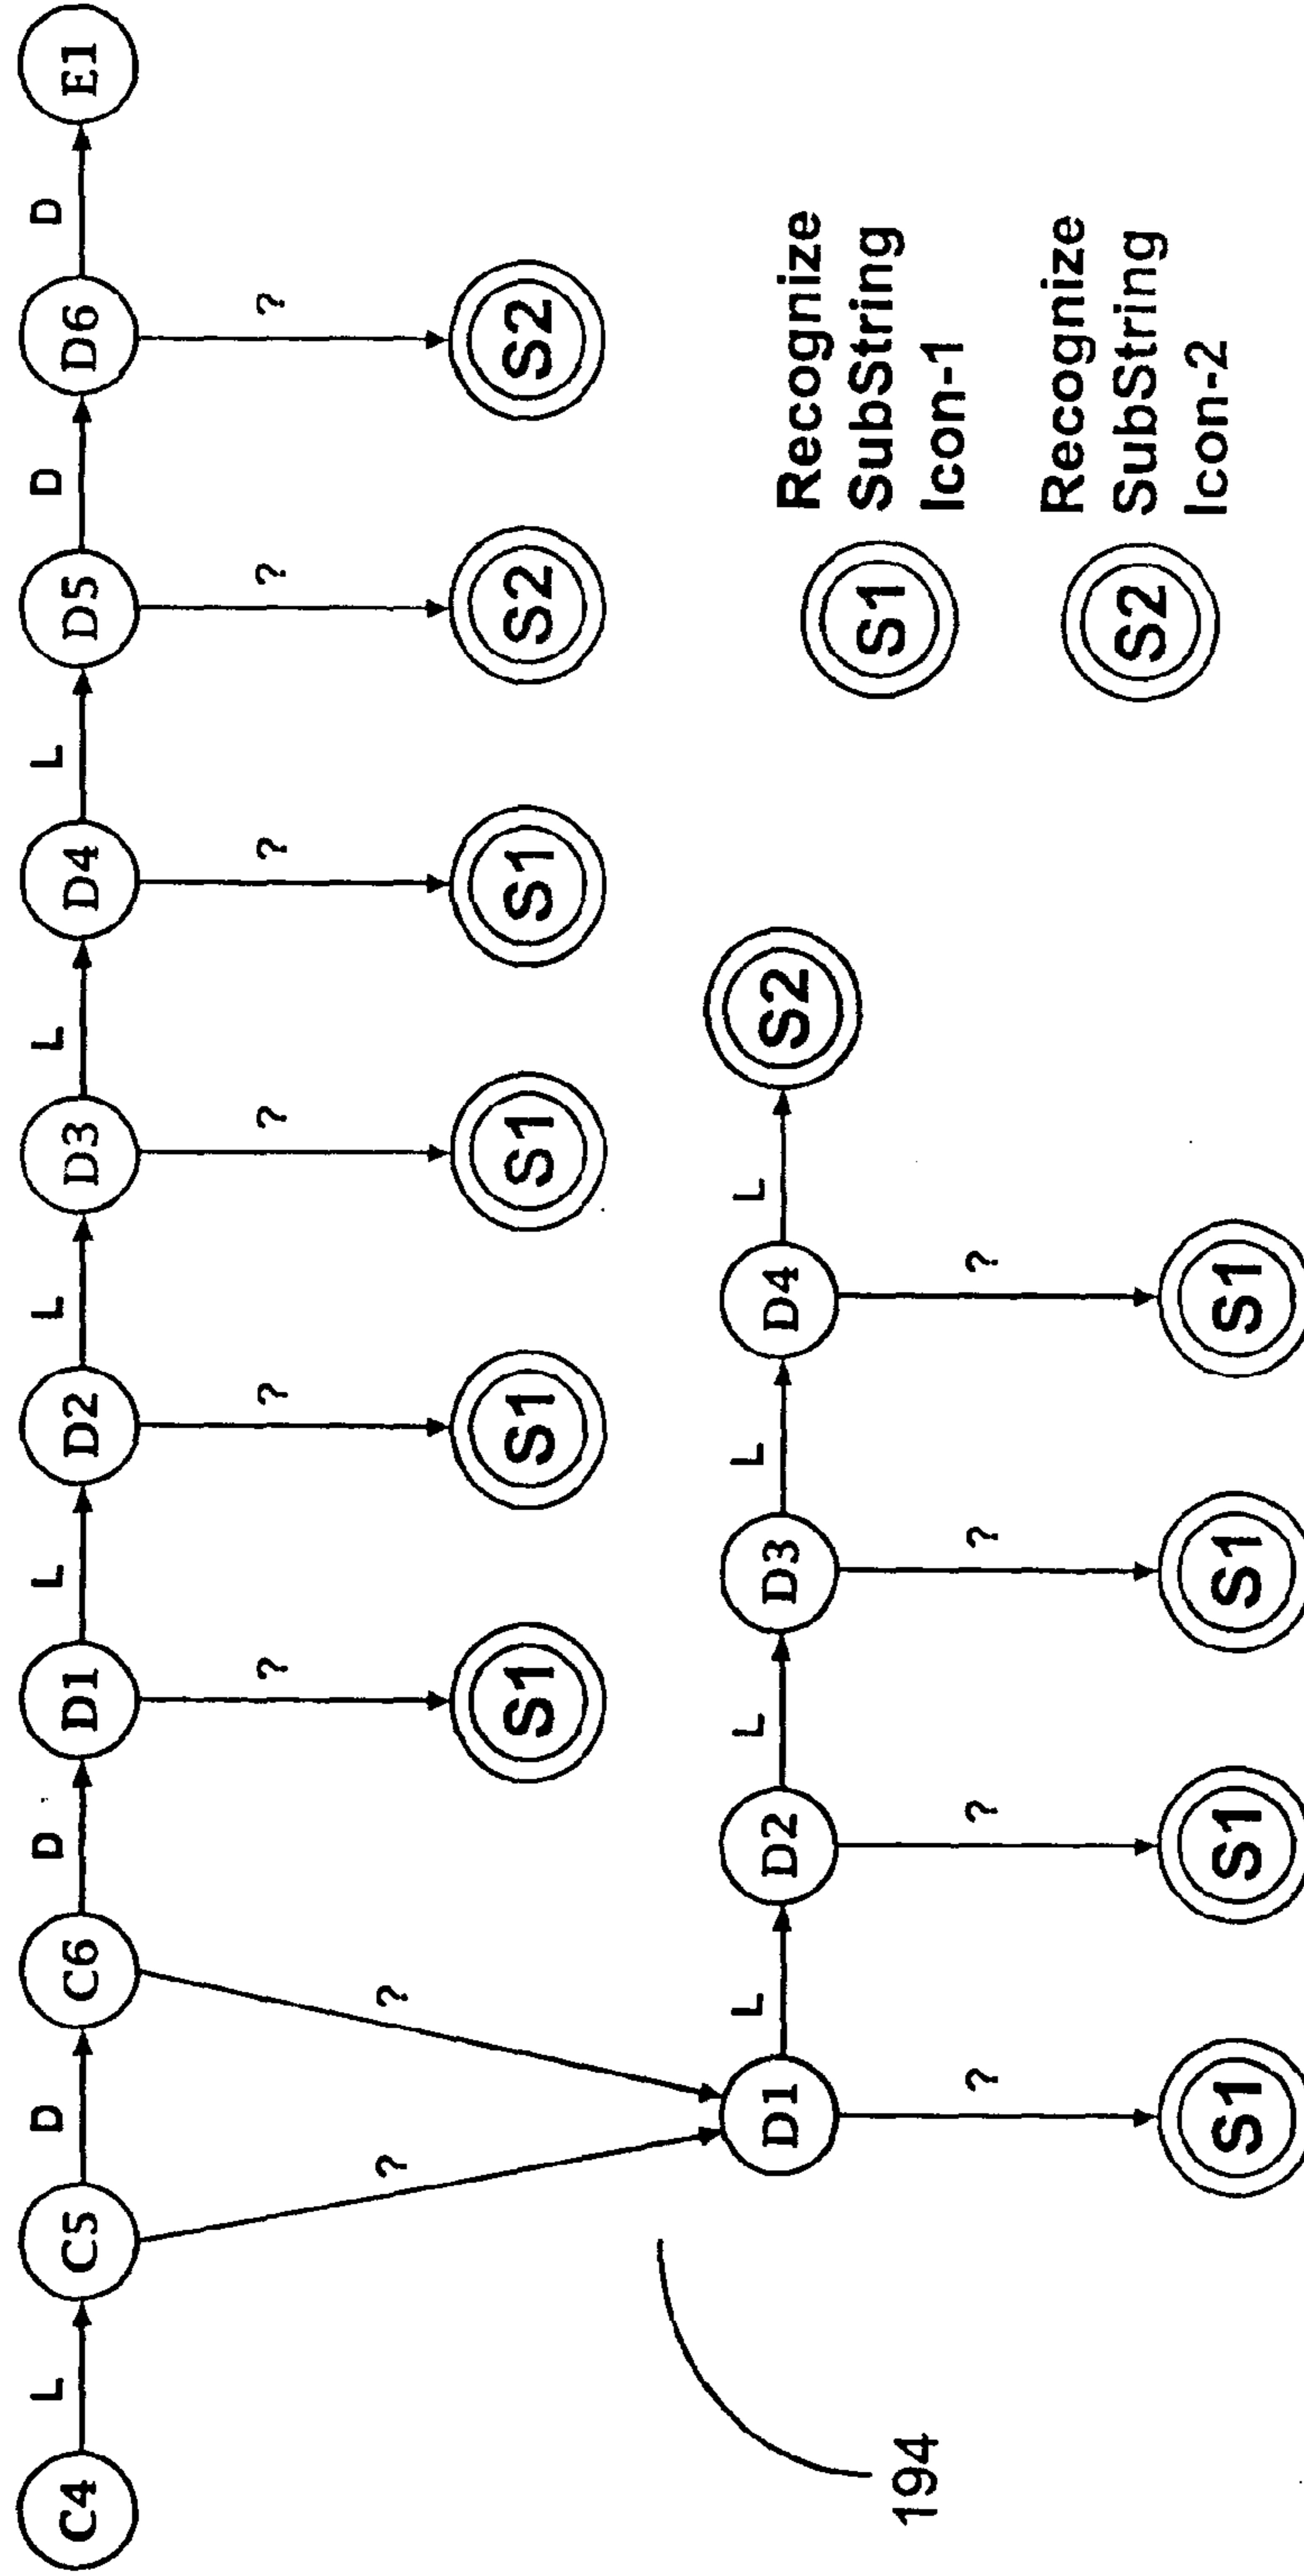 L D D L L L L D D
C4 C5 C6 D1 D2 D3 D4 D5 D6 E1
? ? ? ? ? ?
? ?
S1 S1 S1 S1 S2 S2
L L L L
D1 D2 D3 D4 S2
? ? ? ?
S1 S1 S1 S1
194
S1
Recognize
SubString
Icon-1
S2
Recognize
SubString
Icon-2